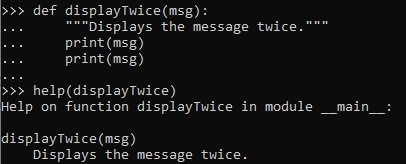 >>> def displayTwice(msg):
...     """Displays the message twice."""
...     print(msg)
...     print(msg)
...
>>> help(displayTwice)
Help on function displayTwice in module __main__:

displayTwice(msg)
    Displays the message twice.